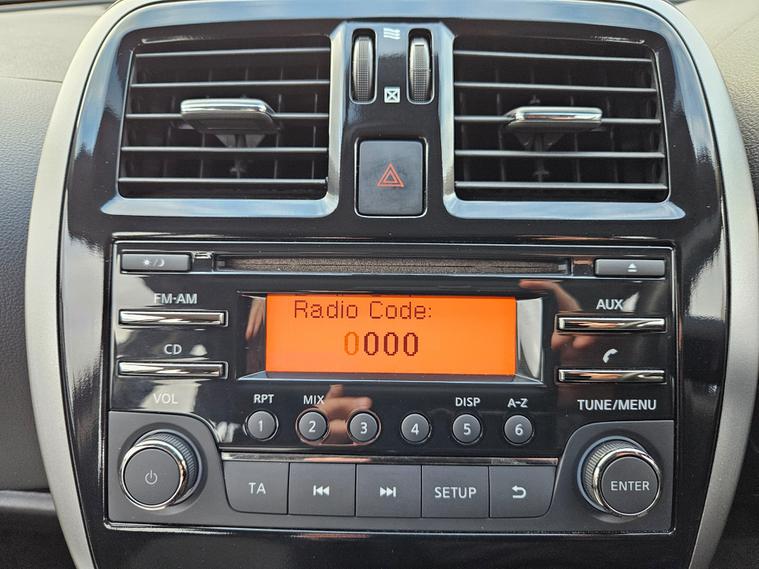 FM-AM
Radio Code:
0000
AUX
CD
VOL
RPT
MIX
DISP
A-Z
TUNE/MENU
1
2
3
4
5
6
TA
SETUP
ENTER